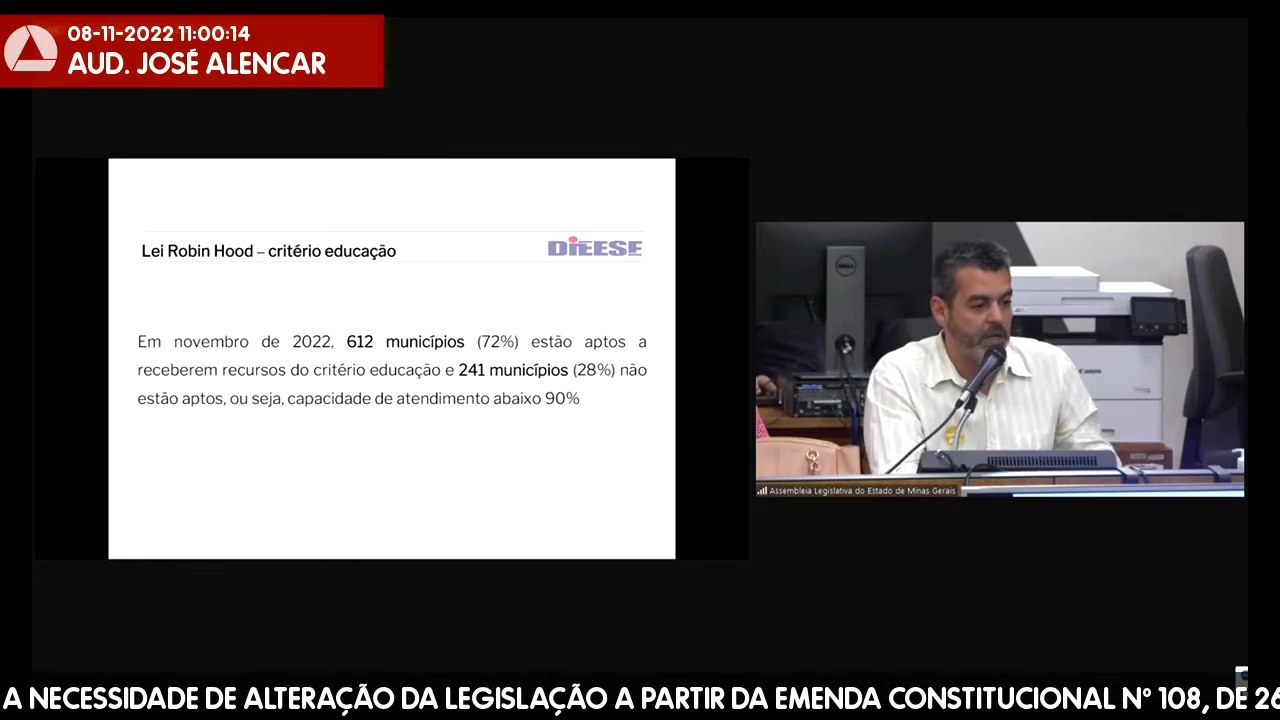 08-11-2022 11:00:14
AUD. JOSÉ ALENCAR
Lei Robin Hood – critério educação
DIEESE
Em novembro de 2022, 612 municípios (72%) estão aptos a
receberem recursos do critério educação e 241 municípios (28%) não
estão aptos, ou seja, capacidade de atendimento abaixo 90%
DELL
Canon
Assembleia Legislativa do Estado de Minas Gerais
A NECESSIDADE DE ALTERAÇÃO DA LEGISLAÇÃO A PARTIR DA EMENDA CONSTITUCIONAL Nº 108, DE 26